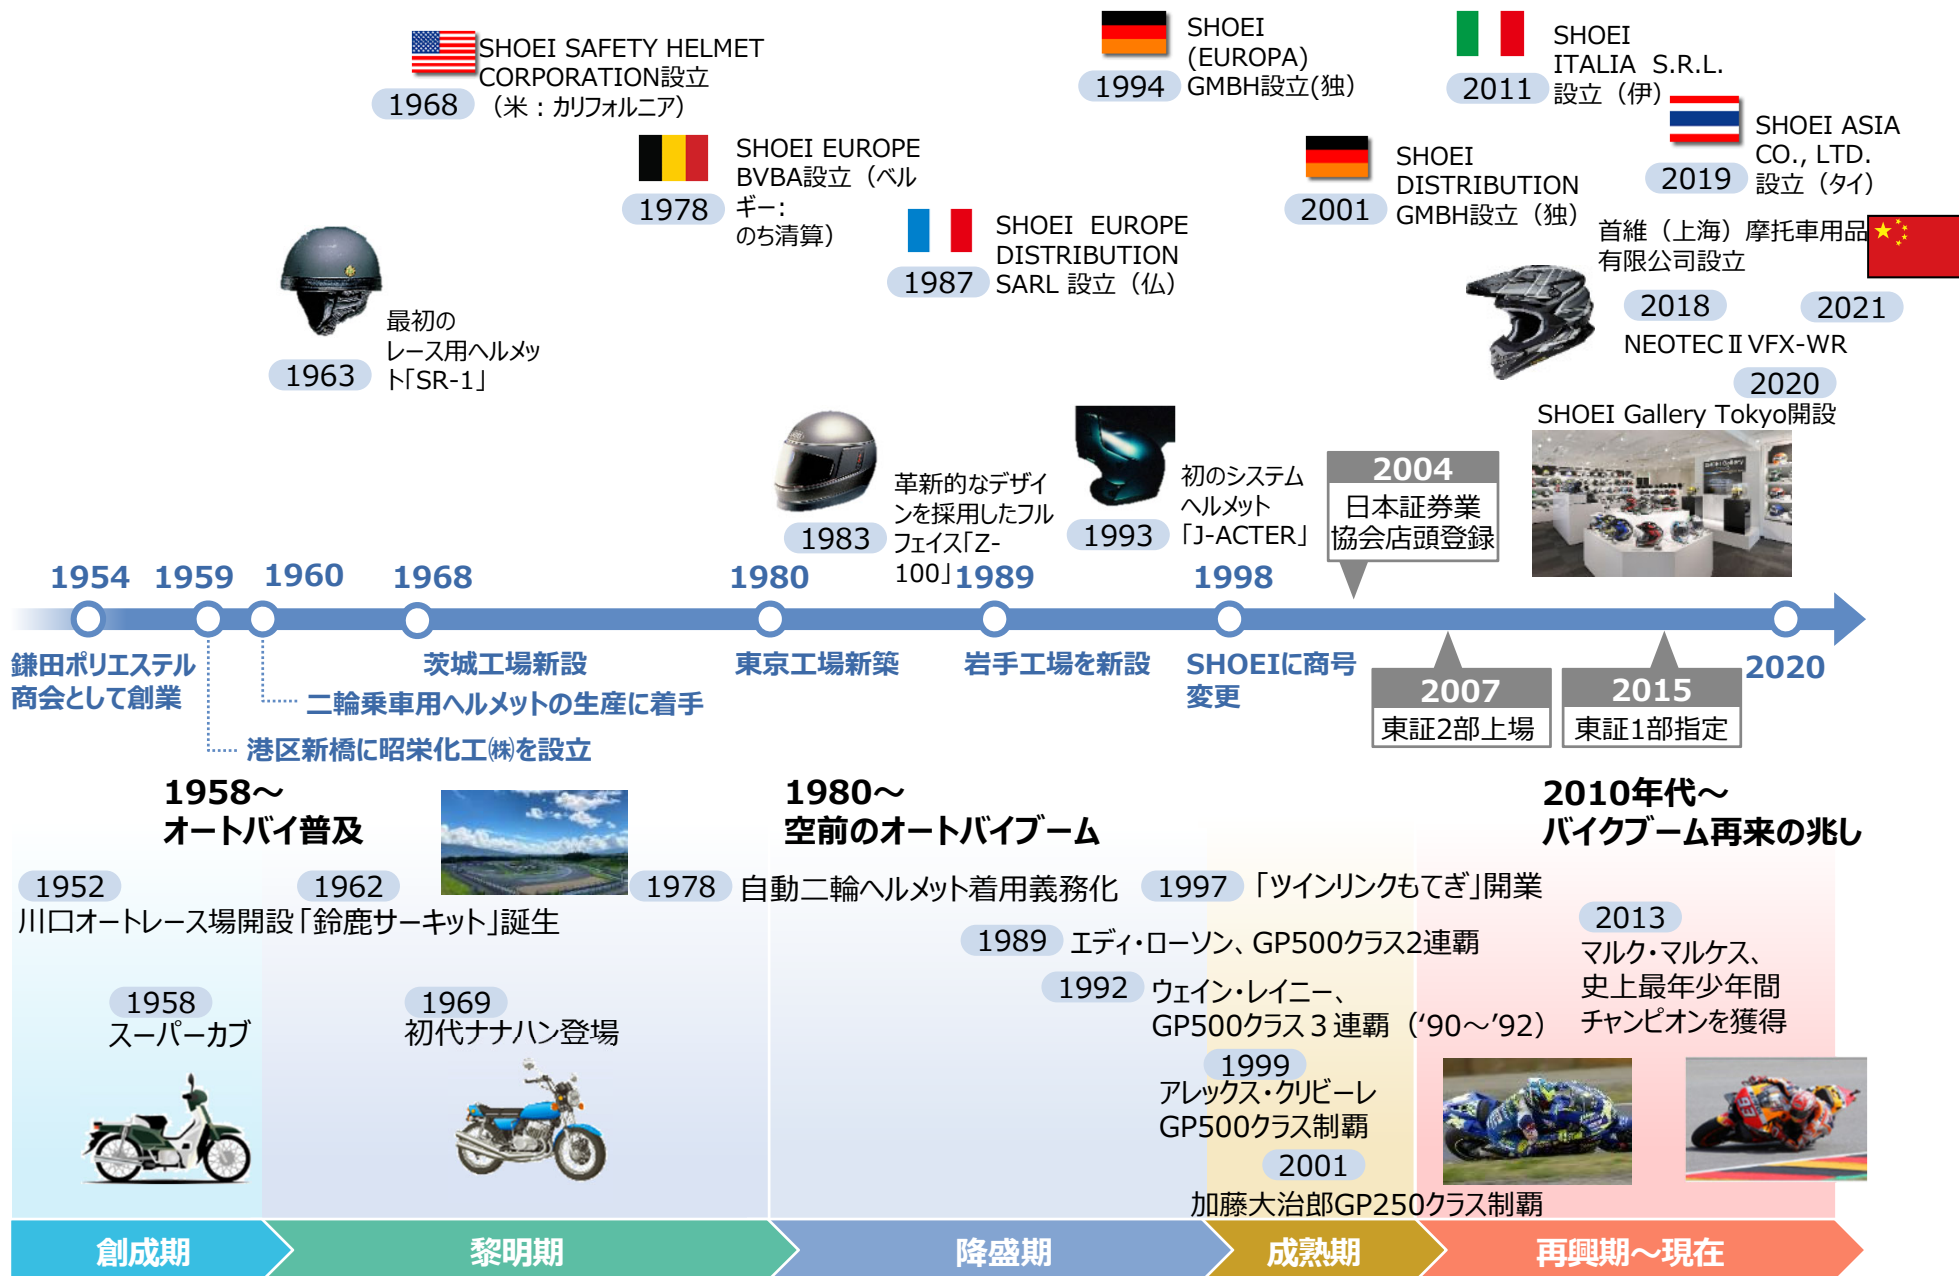 SHOEI SAFETY HELMET
CORPORATION設立
1968
（米：カリフォルニア）
1978
SHOEI EUROPE
BVBA設立（ベル
ギー:
のち清算）
1987
SHOEI EUROPE
DISTRIBUTION
SARL 設立（仏）
1994
SHOEI
(EUROPA)
GMBH設立(独）
2001
SHOEI
DISTRIBUTION
GMBH設立（独）
2011
SHOEI
ITALIA S.R.L.
設立（伊）
2019
SHOEI ASIA
CO., LTD.
設立（タイ）
首維（上海）摩托車用品
有限公司設立
2021
2018
NEOTECⅡVFX-WR
2020
SHOEI Gallery Tokyo開設
1963
最初の
レース用ヘルメッ
ト「SR-1」
1983
革新的なデザイ
ンを採用したフル
フェイス「Z-
100」
1993
初のシステム
ヘルメット
「J-ACTER」
2004
日本証券業
協会店頭登録
1954
1959
1960
1968
1980
1989
1998
鎌田ポリエステル
商会として創業
茨城工場新設
東京工場新築
岩手工場を新設
SHOEIに商号
変更
2020
二輪乗車用ヘルメットの生産に着手
港区新橋に昭栄化工㈱を設立
2007
東証2部上場
2015
東証1部指定
1958～
オートバイ普及
1980～
空前のオートバイブーム
2010年代～
バイクブーム再来の兆し
1952
川口オートレース場開設
1962
「鈴鹿サーキット」誕生
1978
自動二輪ヘルメット着用義務化
1997
「ツインリンクもてぎ」開業
1989
エディ・ローソン、GP500クラス2連覇
1992
ウェイン・レイニー、
GP500クラス３連覇（‘90～’92）
2013
マルク・マルケス、
史上最年少年間
チャンピオンを獲得
1958
スーパーカブ
1969
初代ナナハン登場
1999
アレックス・クリビーレ
GP500クラス制覇
2001
加藤大治郎GP250クラス制覇
93
創成期
黎明期
降盛期
成熟期
再興期～現在